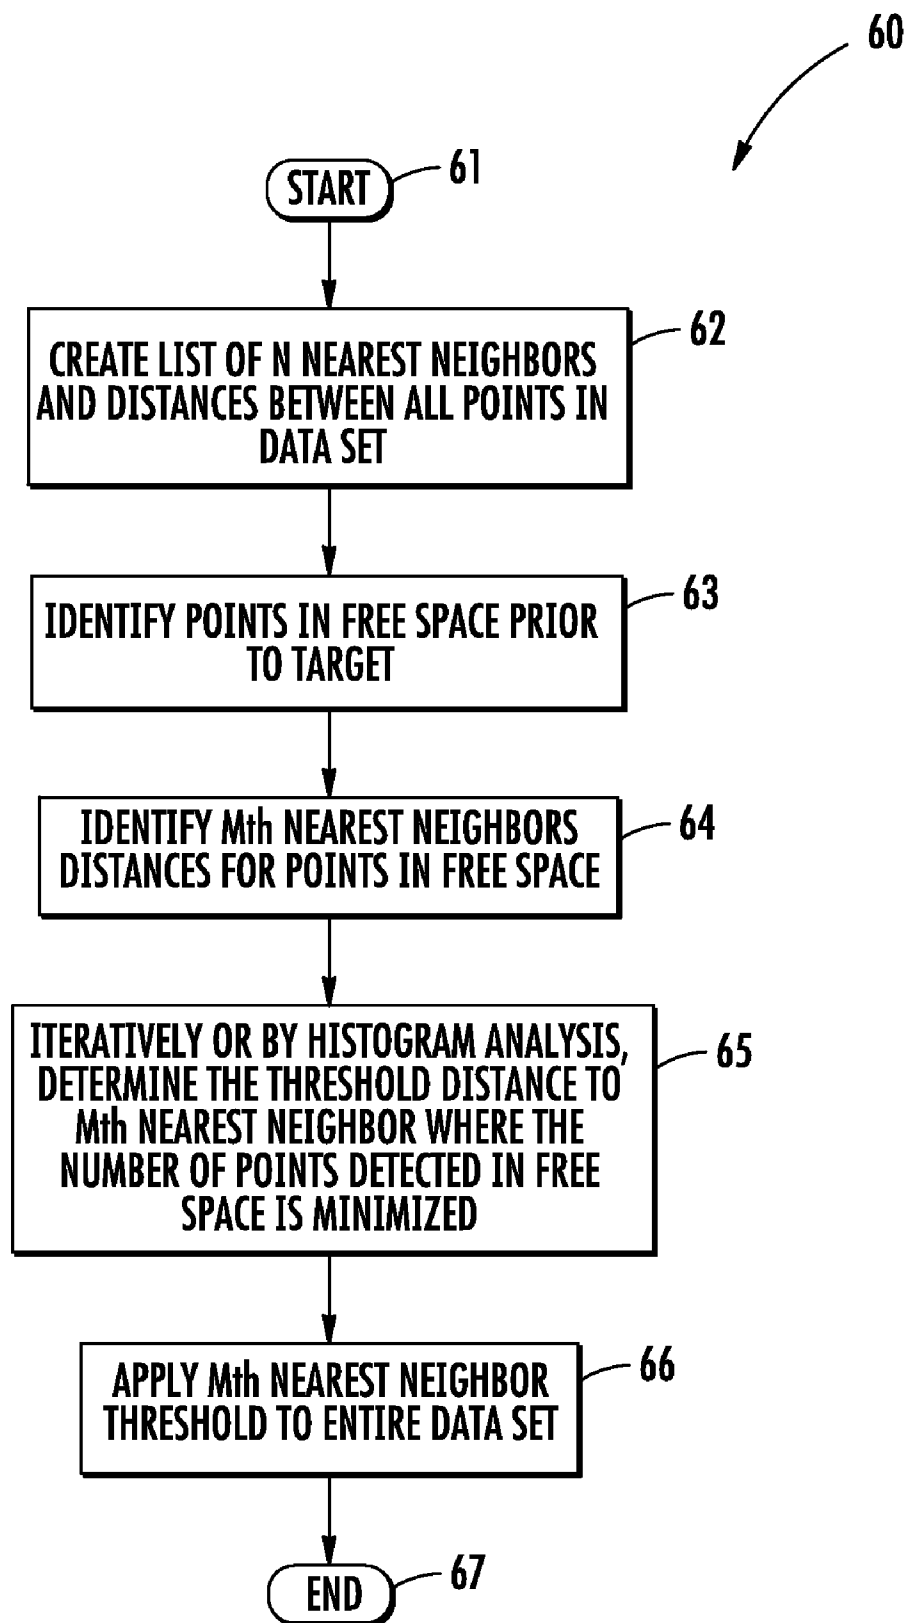 60
START
61
CREATE LIST OF N NEAREST NEIGHBORS
AND DISTANCES BETWEEN ALL POINTS IN
DATA SET
62
IDENTIFY POINTS IN FREE SPACE PRIOR
TO TARGET
63
IDENTIFY Mth NEAREST NEIGHBORS
DISTANCES FOR POINTS IN FREE SPACE
64
ITERATIVELY OR BY HISTOGRAM ANALYSIS,
DETERMINE THE THRESHOLD DISTANCE TO
Mth NEAREST NEIGHBOR WHERE THE
NUMBER OF POINTS DETECTED IN FREE
SPACE IS MINIMIZED
65
APPLY Mth NEAREST NEIGHBOR
THRESHOLD TO ENTIRE DATA SET
66
END
67